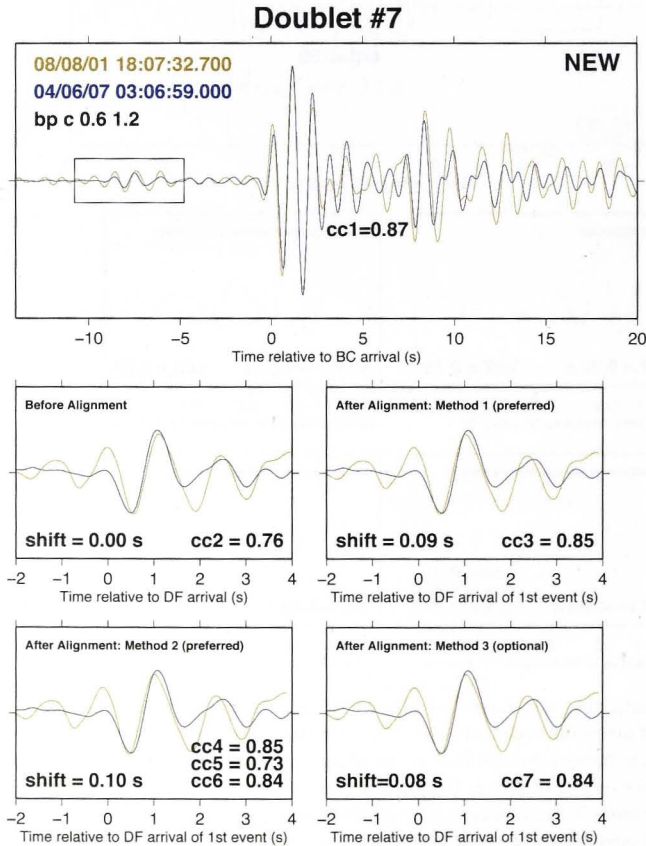 Doublet #7
08/08/01 18:07:32.700
NEW
04/06/07 03:06:59.000
bp c 0.6 1.2
cc1=0.87
−10 −5 0 5 10 15 20
Time relative to BC arrival (s)
Before Alignment
shift = 0.00 s cc2 = 0.76
−2 −1 0 1 2 3 4
Time relative to DF arrival (s)
After Alignment: Method 1 (preferred)
shift = 0.09 s cc3 = 0.85
−2 −1 0 1 2 3 4
Time relative to DF arrival of 1st event (s)
After Alignment: Method 2 (preferred)
cc4 = 0.85
cc5 = 0.73
shift = 0.10 s cc6 = 0.84
−2 −1 0 1 2 3 4
Time relative to DF arrival of 1st event (s)
After Alignment: Method 3 (optional)
shift=0.08 s cc7 = 0.84
−2 −1 0 1 2 3 4
Time relative to DF arrival of 1st event (s)